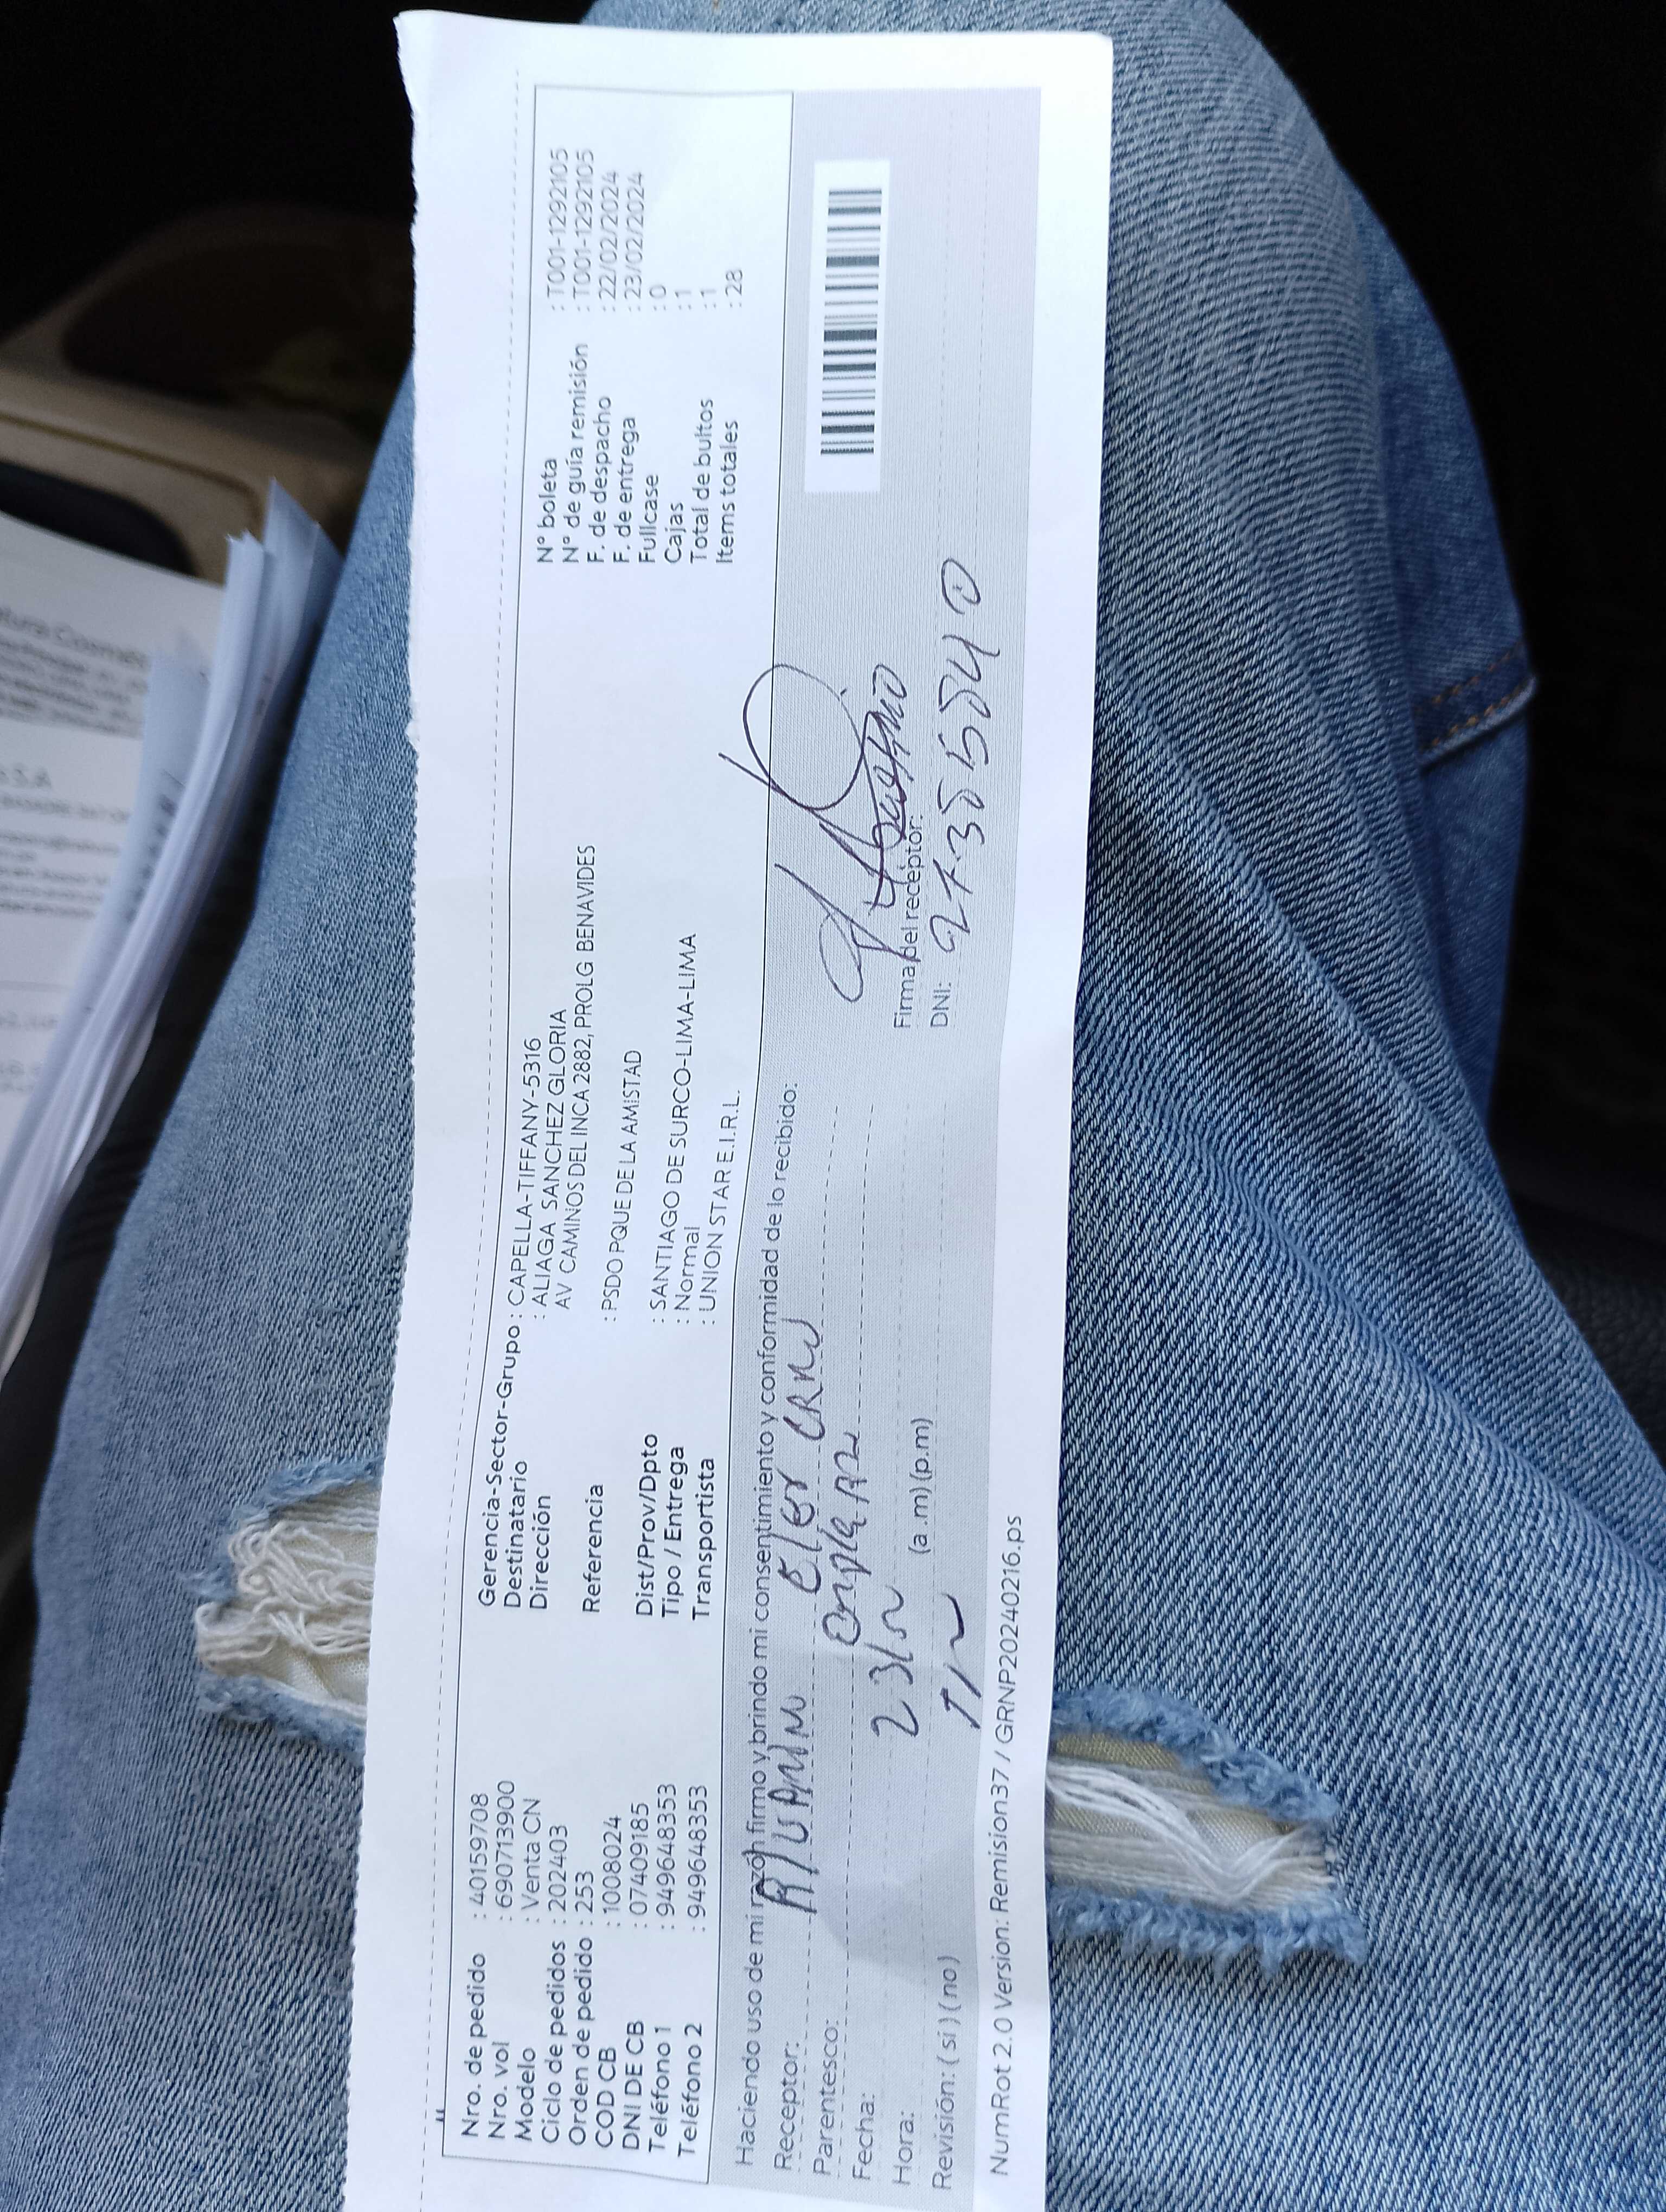 Nro. de pedido : 40159708
Nro. vol : 690713900
Modelo : Venta CN
Ciclo de pedidos : 202403
Orden de pedido : 253
COD CB : 1008024
DNI DE CB : 07409185
Teléfono 1 : 949648353
Teléfono 2 : 949648353
Gerencia-Sector-Grupo : CAPELLA-TIFFANY-5316
Destinatario : ALIAGA SANCHEZ GLORIA
Dirección AV CAMINOS DEL INCA 2882, PROLG BENAVIDES
Referencia : PSDO PQUE DE LA AMISTAD
Dist/Prov/Dpto : SANTIAGO DE SURCO-LIMA-LIMA
Tipo / Entrega : Normal
Transportista : UNION STAR E.I.R.L.
N° boleta : T001-1292105
N° de guía remisión : T001-1292105
F. de despacho : 22/02/2024
F. de entrega : 23/02/2024
Fullcase : 0
Cajas : 1
Total de bultos : 1
Items totales : 28
Haciendo uso de mi razón firmo y brindo mi consentimiento y conformidad de lo recibido:
Receptor:
Parentesco:
Fecha:
Hora: (a.m) (p.m)
Revisión: ( si ) ( no )
Firma del receptor:
DNI:
NumRot 2.0 Version: Remision37 / GRNP20240216.ps